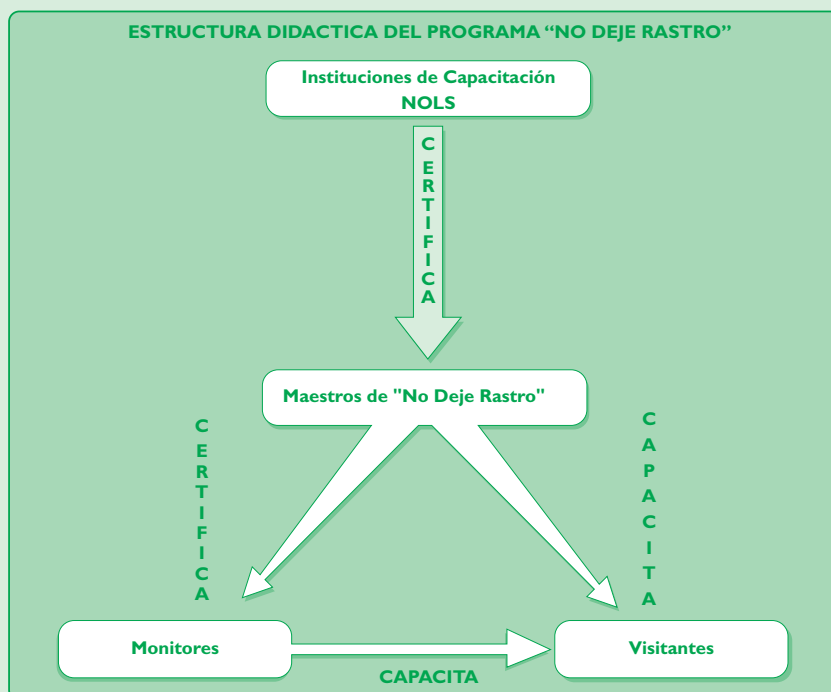 ESTRUCTURA DIDACTICA DEL PROGRAMA “NO DEJE RASTRO”
Instituciones de Capacitación
NOLS
CERTIFICA
Maestros de "No Deje Rastro"
CERTIFICA
CAPACITA
Monitores
Visitantes
CAPACITA